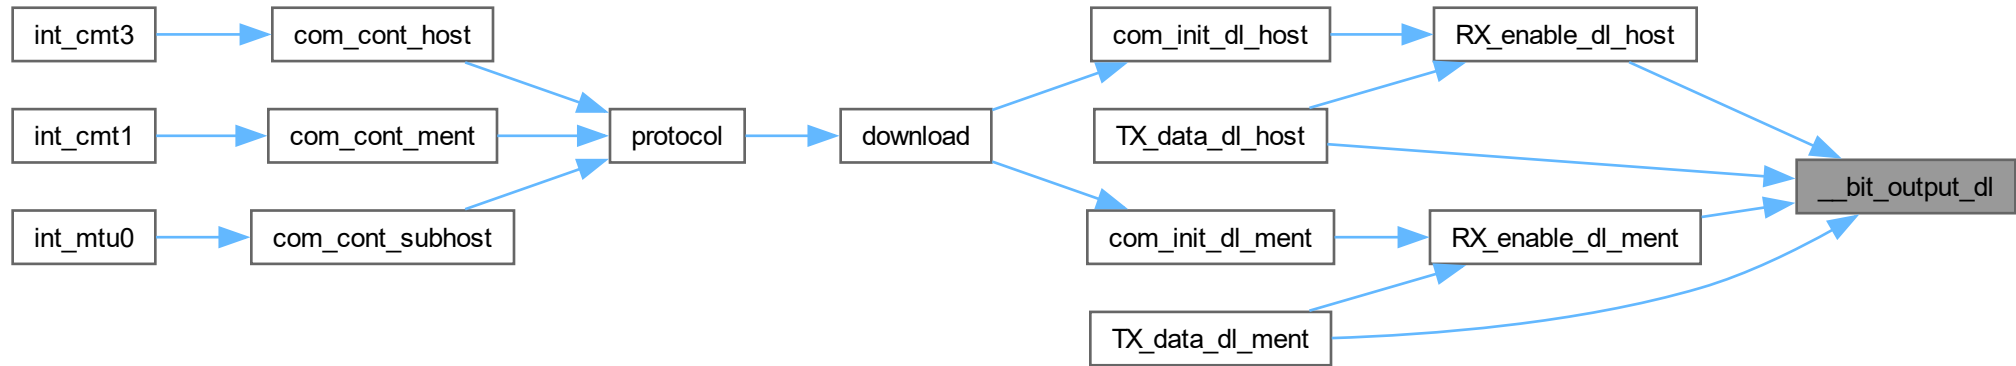 int_cmt3
com_cont_host
com_init_dl_host
RX_enable_dl_host
int_cmt1
com_cont_ment
protocol
download
TX_data_dl_host
__bit_output_dl
int_mtu0
com_cont_subhost
com_init_dl_ment
RX_enable_dl_ment
TX_data_dl_ment